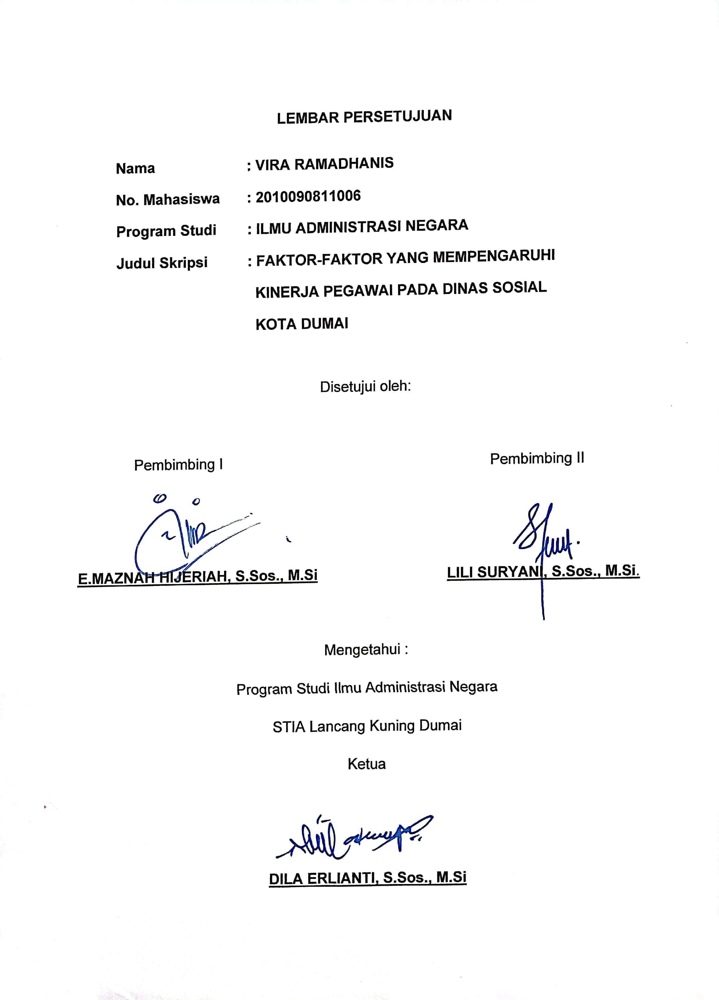 LEMBAR PERSETUJUAN
Nama : VIRA RAMADHANIS
No. Mahasiswa : 2010090811006
Program Studi : ILMU ADMINISTRASI NEGARA
Judul Skripsi : FAKTOR-FAKTOR YANG MEMPENGARUHI
KINERJA PEGAWAI PADA DINAS SOSIAL
KOTA DUMAI
Disetujui oleh:
Pembimbing I Pembimbing II
E.MAZNAH HIJERIAH, S.Sos., M.Si LILI SURYANI, S.Sos., M.Si.
Mengetahui :
Program Studi Ilmu Administrasi Negara
STIA Lancang Kuning Dumai
Ketua
DILA ERLIANTI, S.Sos., M.Si